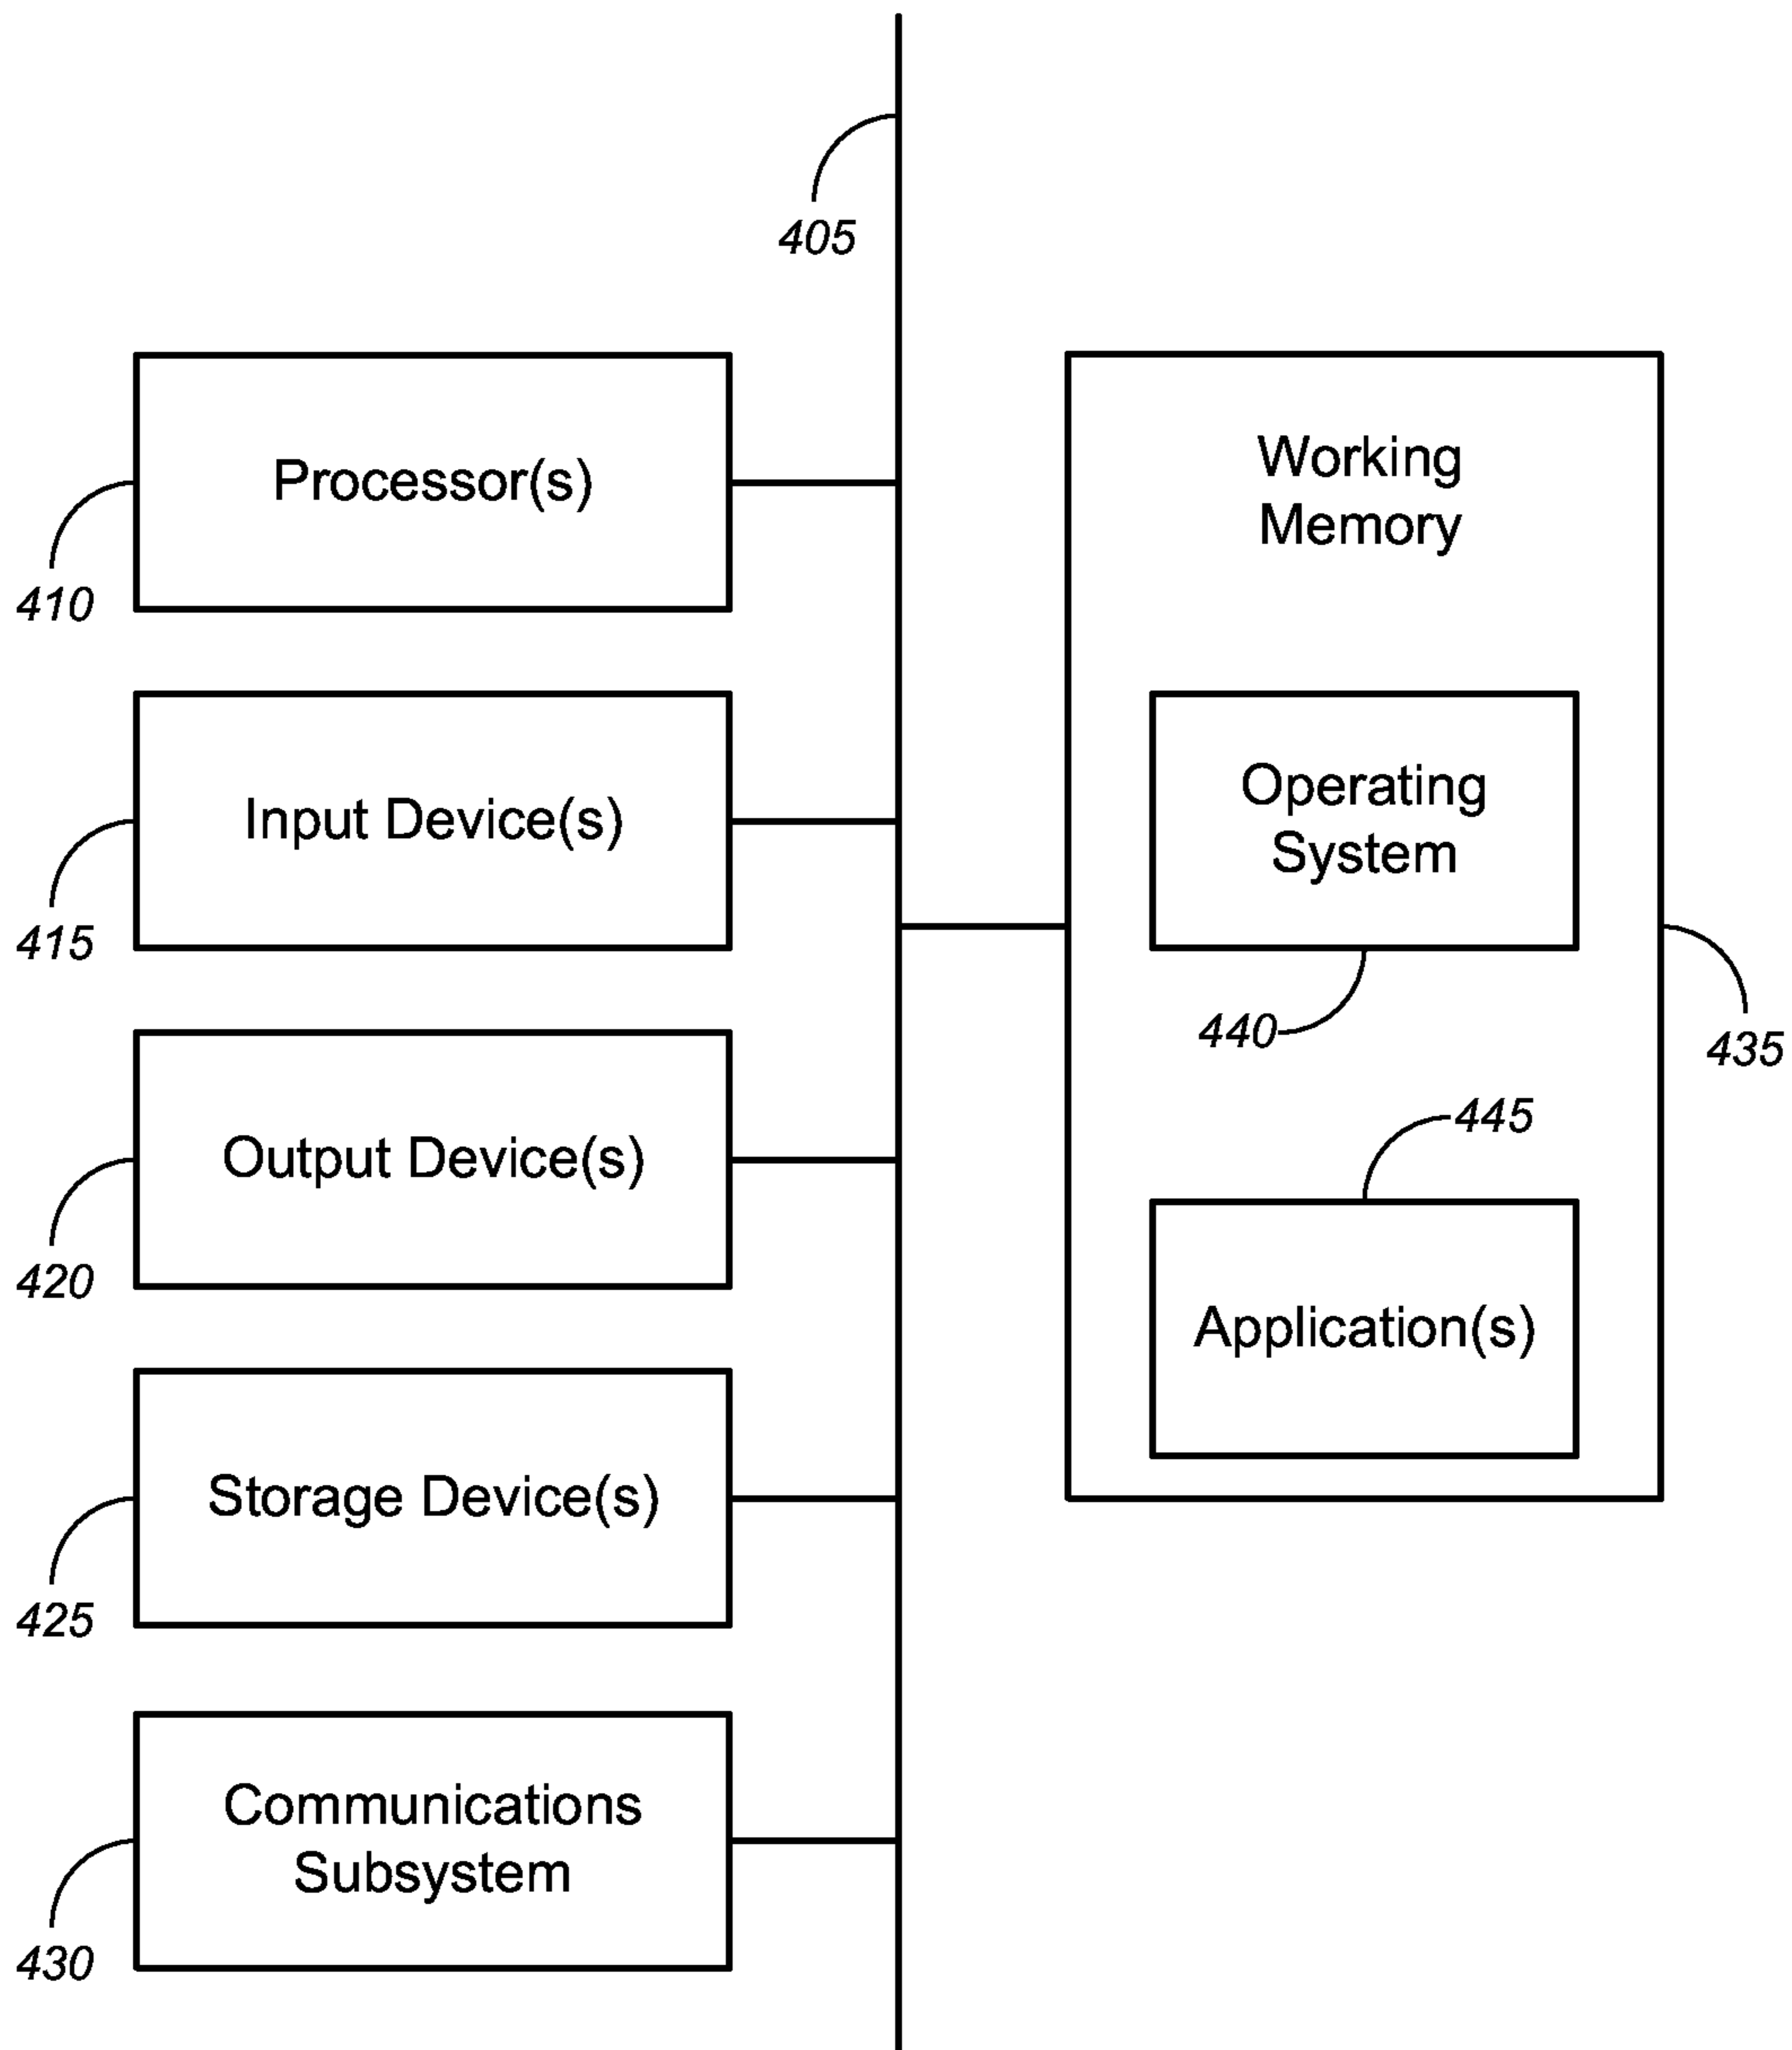 405
Processor(s)
410
Input Device(s)
415
Output Device(s)
420
Storage Device(s)
425
Communications
Subsystem
430
Working
Memory
Operating
System
440
435
445
Application(s)